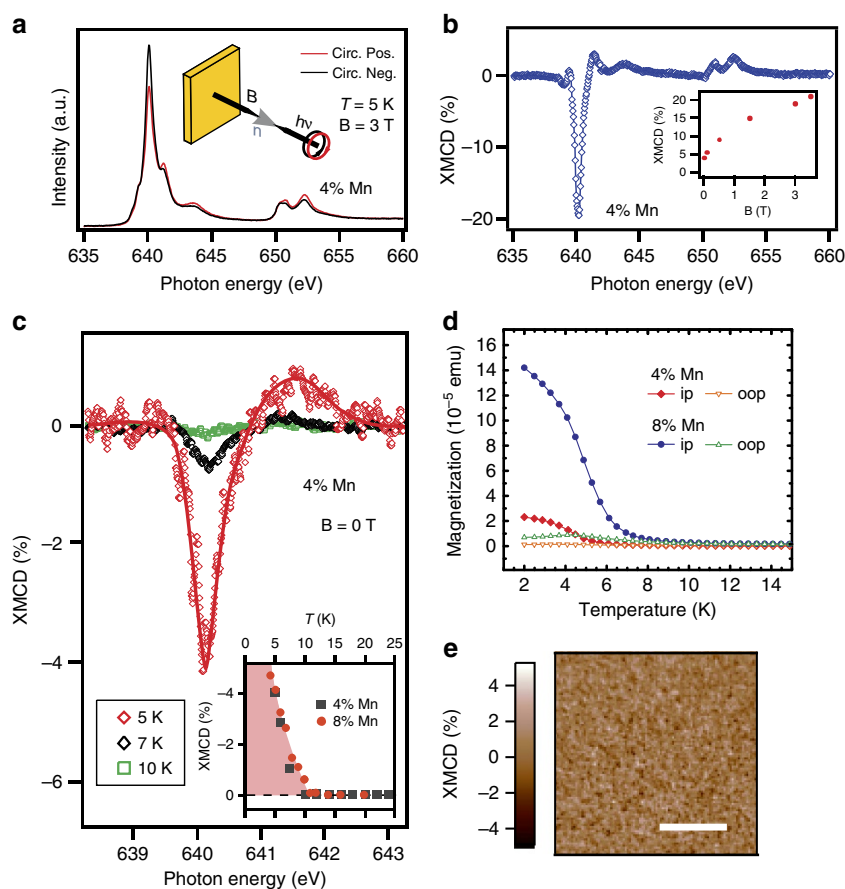 a
Intensity (a.u.)
Circ. Pos.
Circ. Neg.
B
n
hν
T = 5 K
B = 3 T
4% Mn
635 640 645 650 655 660
Photon energy (eV)
b
XMCD (%)
0
−10
−20
4% Mn
XMCD (%)
20
15
10
5
0
0 1 2 3
B (T)
635 640 645 650 655 660
Photon energy (eV)
c
XMCD (%)
0
−2
−4
−6
4% Mn
B = 0 T
5 K
7 K
10 K
T (K)
0 5 10 15 20 25
XMCD (%)
−4
−2
0
4% Mn
8% Mn
639 640 641 642 643
Photon energy (eV)
d
Magnetization (10⁻⁵ emu)
16
14
12
10
8
6
4
2
0
4% Mn
ip oop
8% Mn
ip oop
2 4 6 8 10 12 14
Temperature (K)
e
XMCD (%)
4
2
0
−2
−4